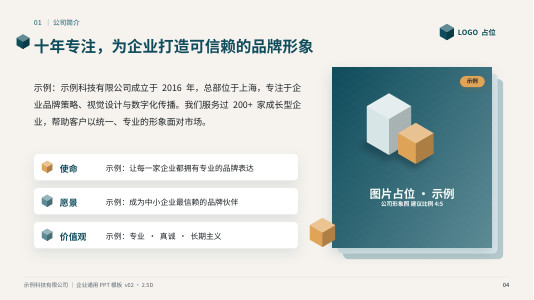 01 ｜ 公司简介
十年专注，为企业打造可信赖的品牌形象
LOGO 占位
示例：示例科技有限公司成立于 2016 年，总部位于上海，专注于企
业品牌策略、视觉设计与数字化传播。我们服务过 200+ 家成长型企
业，帮助客户以统一、专业的形象面对市场。
使命 示例：让每一家企业都拥有专业的品牌表达
愿景 示例：成为中小企业最信赖的品牌伙伴
价值观 示例：专业 · 真诚 · 长期主义
示例
图片占位 · 示例
公司形象图 建议比例 4:5
示例科技有限公司 ｜ 企业通用 PPT 模板 v02 · 2.5D
04